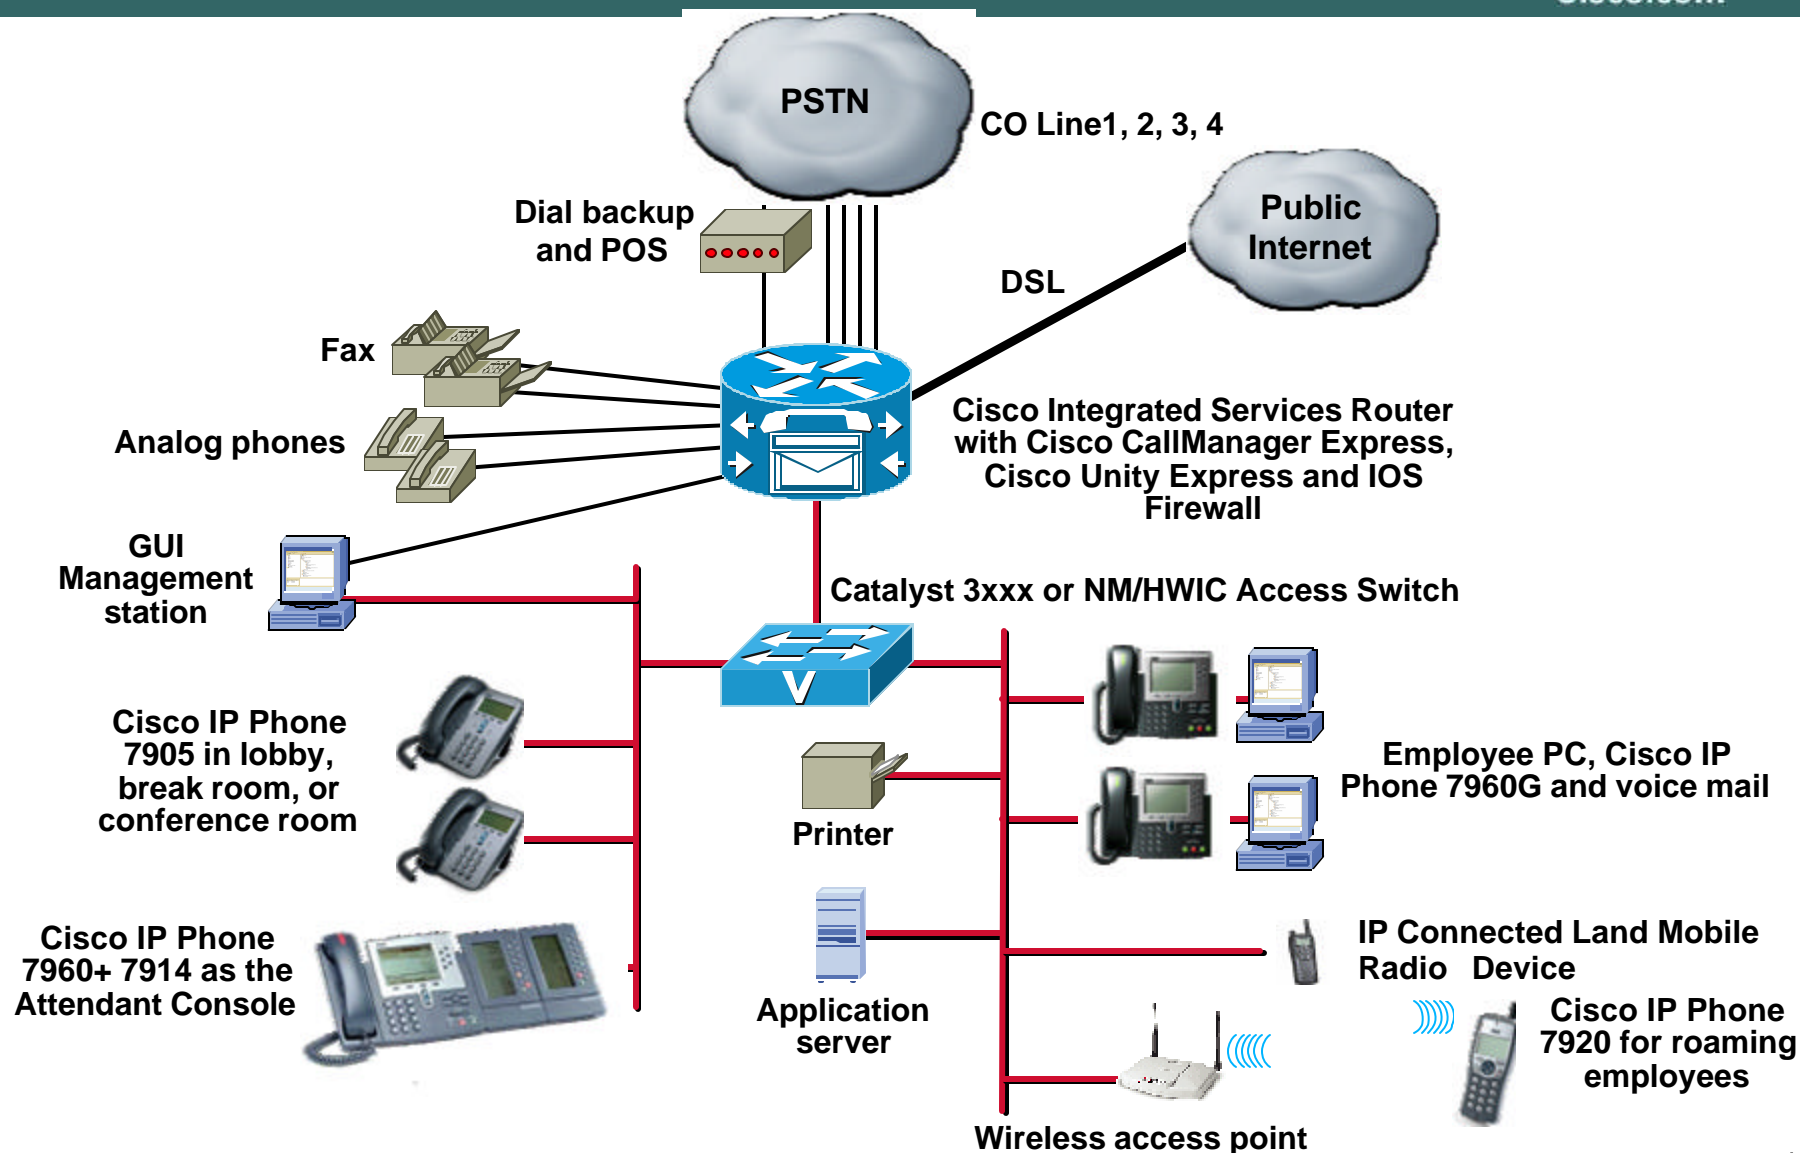 PSTN
CO Line1, 2, 3, 4
Public
Internet
Dial backup
and POS
DSL
Fax
Analog phones
Cisco Integrated Services Router
with Cisco CallManager Express,
Cisco Unity Express and IOS
Firewall
GUI
Management
station
Catalyst 3xxx or NM/HWIC Access Switch
V
Cisco IP Phone
7905 in lobby,
break room, or
conference room
Printer
Employee PC, Cisco IP
Phone 7960G and voice mail
Cisco IP Phone
7960+ 7914 as the
Attendant Console
Application
server
IP Connected Land Mobile
Radio Device
Cisco IP Phone
7920 for roaming
employees
Wireless access point